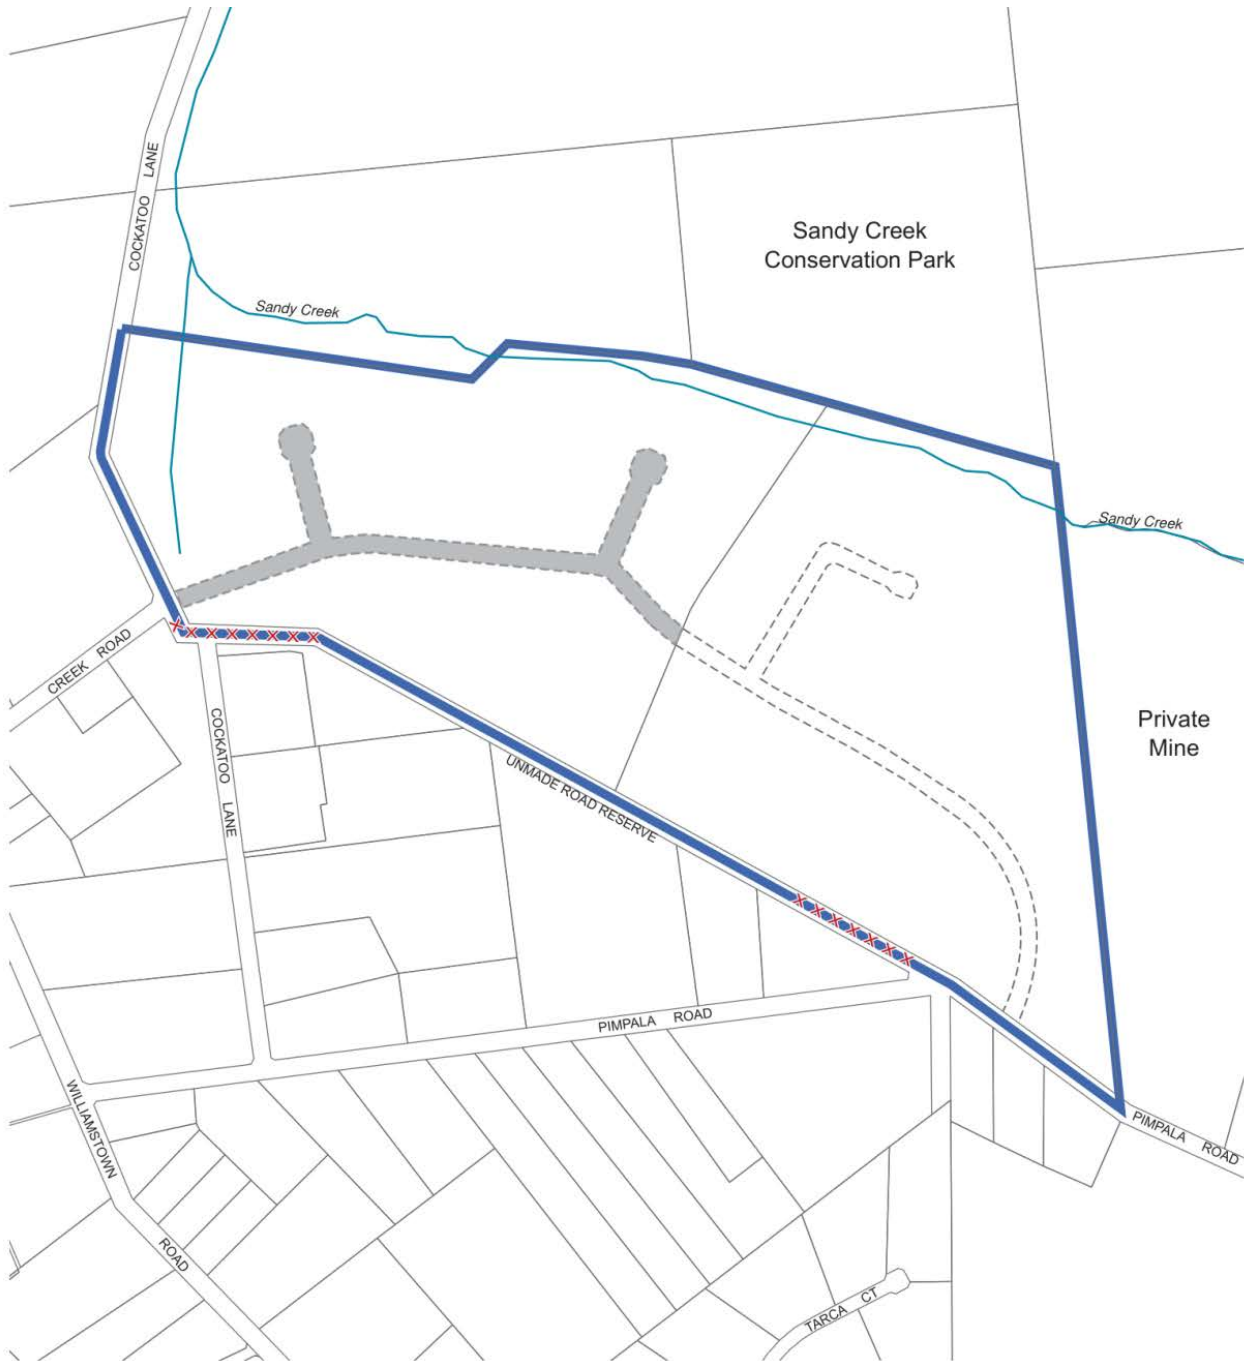 COCKATOO LANE
Sandy Creek
Conservation Park
Sandy Creek
Sandy Creek
CREEK ROAD
COCKATOO LANE
UNMADE ROAD RESERVE
Private
Mine
PIMPALA ROAD
WILLIAMSTOWN
ROAD
PIMPALA ROAD
TARCA CT